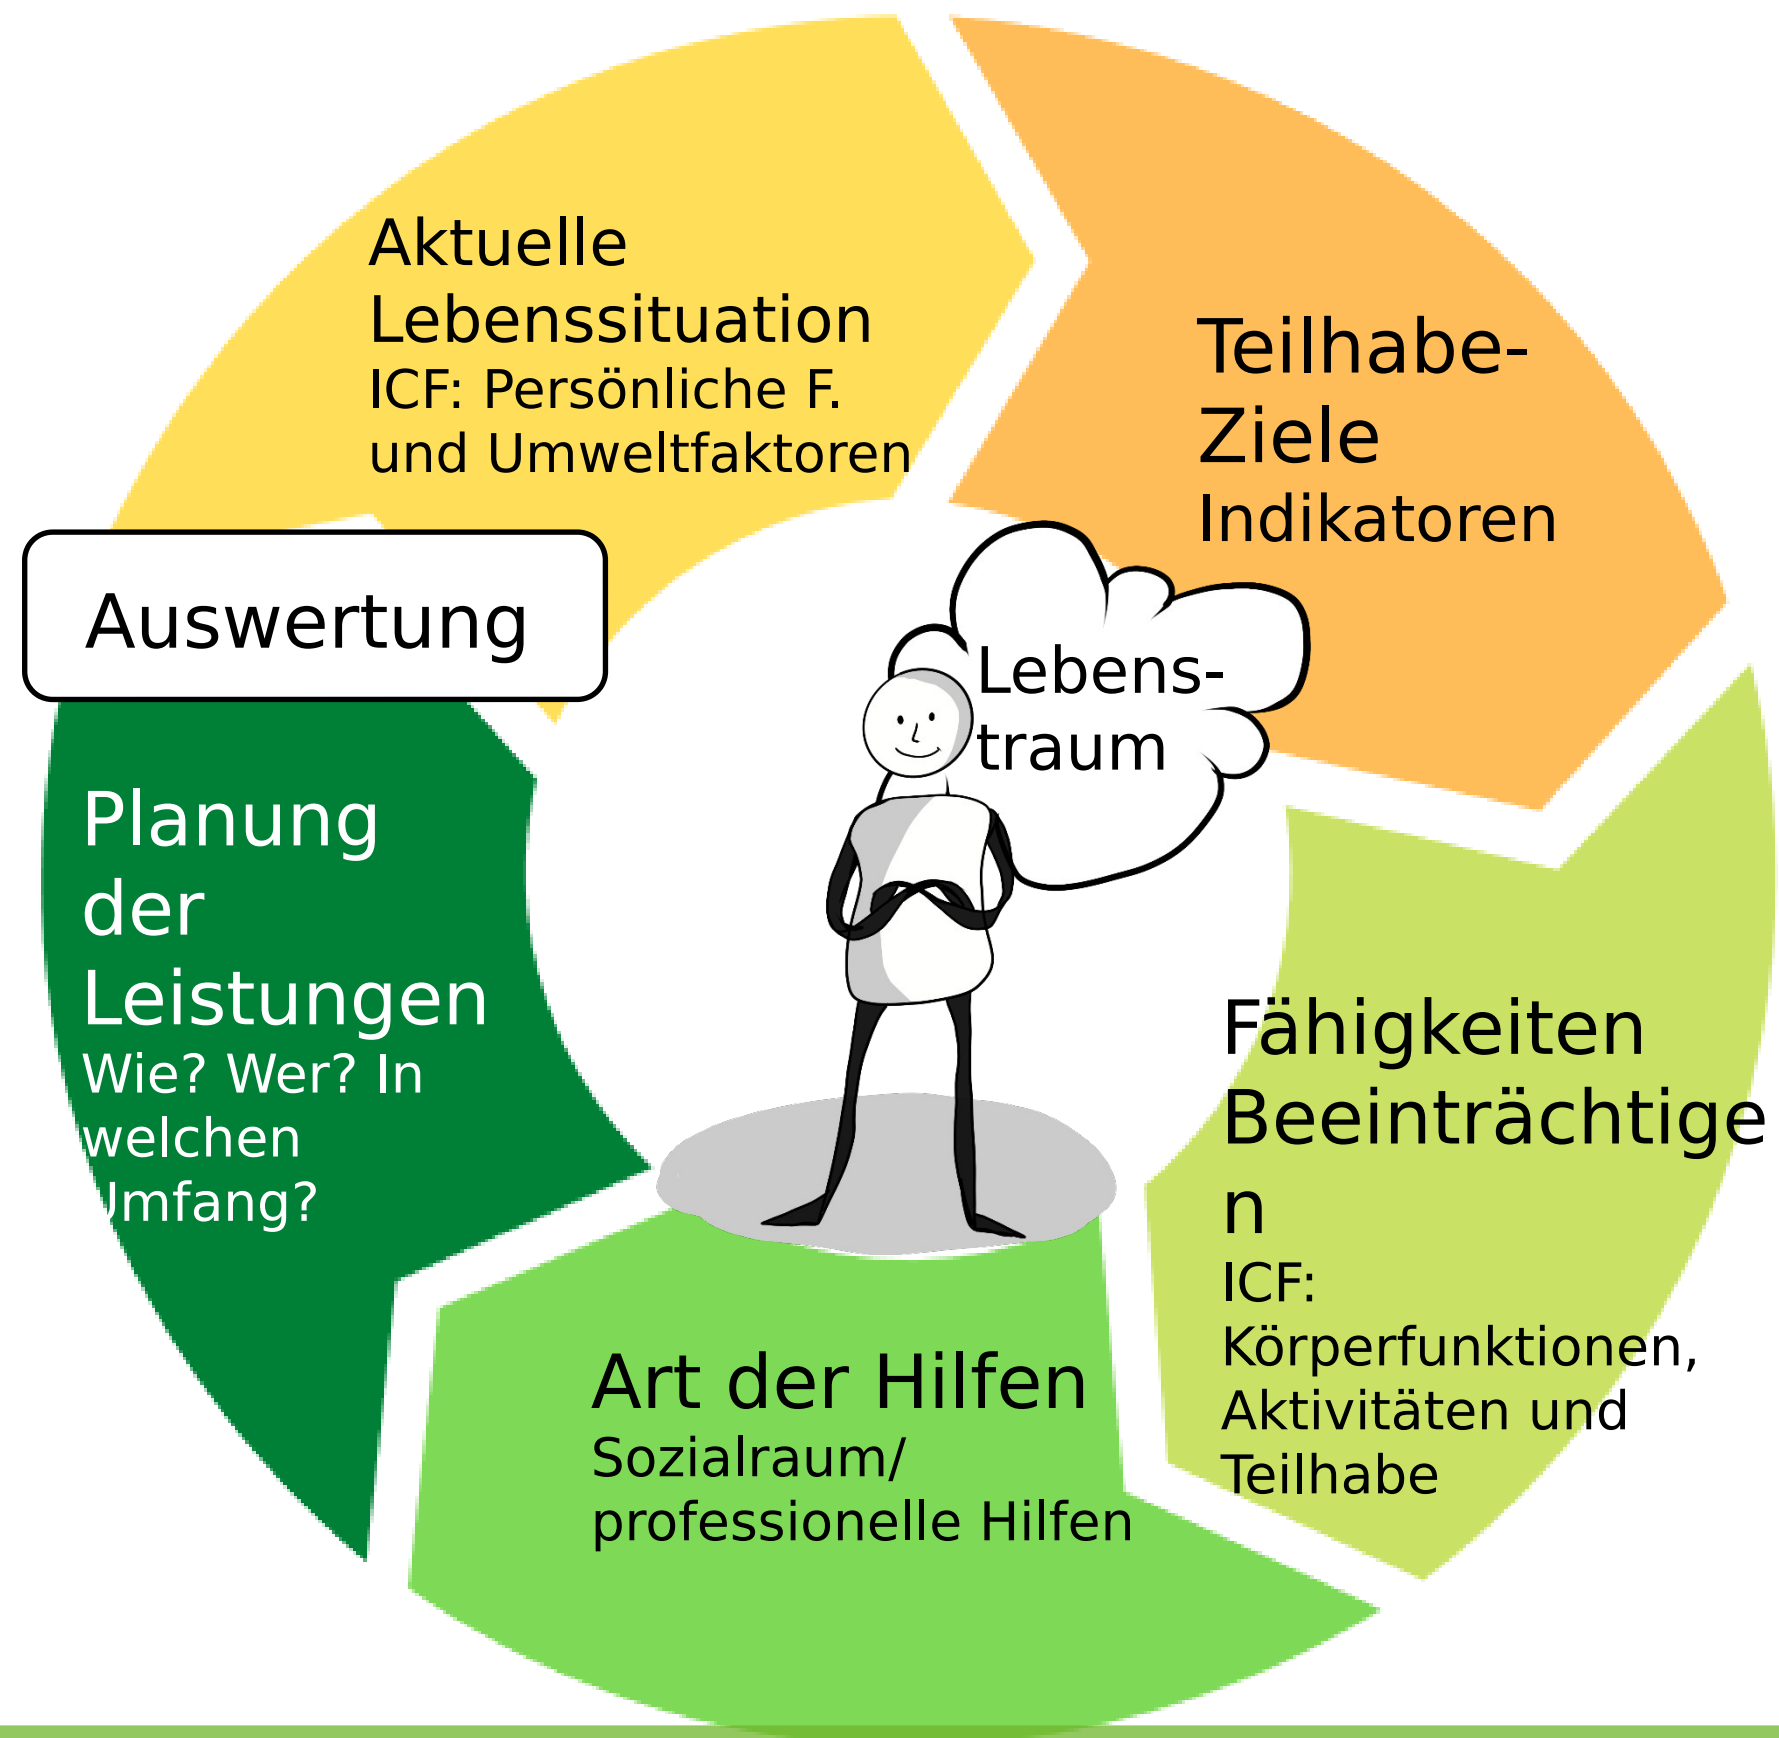 Aktuelle
Lebenssituation
ICF: Persönliche F.
und Umweltfaktoren
Teilhabe-
Ziele
Indikatoren
Auswertung
Lebens-
traum
Planung
der
Leistungen
Wie? Wer? In
welchen
Umfang?
Fähigkeiten
Beeinträchtige
n
ICF:
Körperfunktionen,
Aktivitäten und
Teilhabe
Art der Hilfen
Sozialraum/
professionelle Hilfen